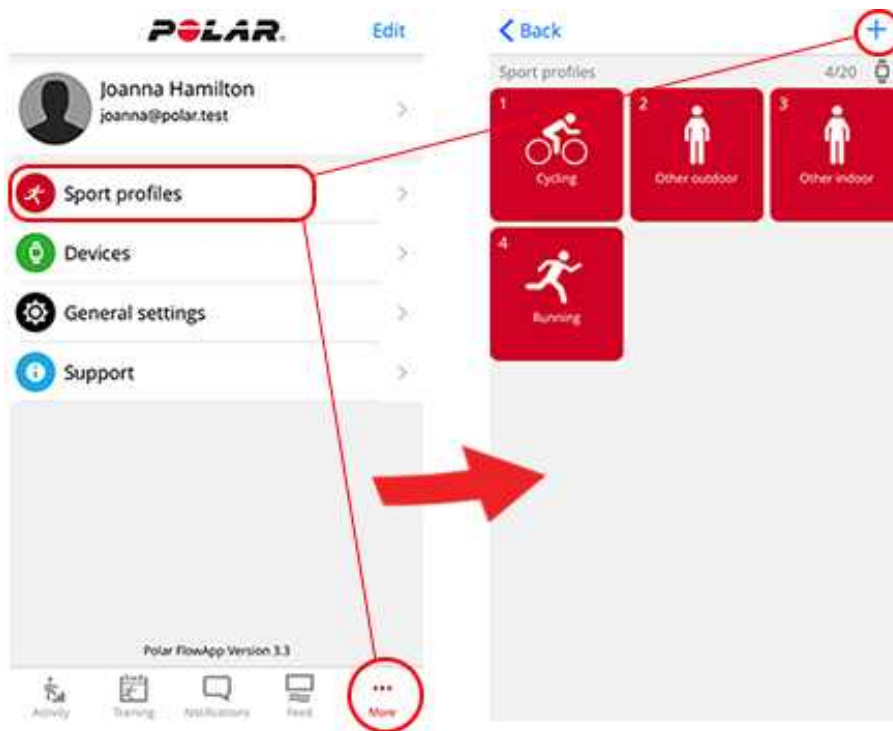 POLAR. Edit
Joanna Hamilton
joanna@polar.test
Sport profiles
Devices
General settings
Support
Polar FlowApp Version 3.3
Activity Training Notifications Feed More
Back +
Sport profiles 4/20
1 2 3
Cycling Other outdoor Other indoor
4
Running